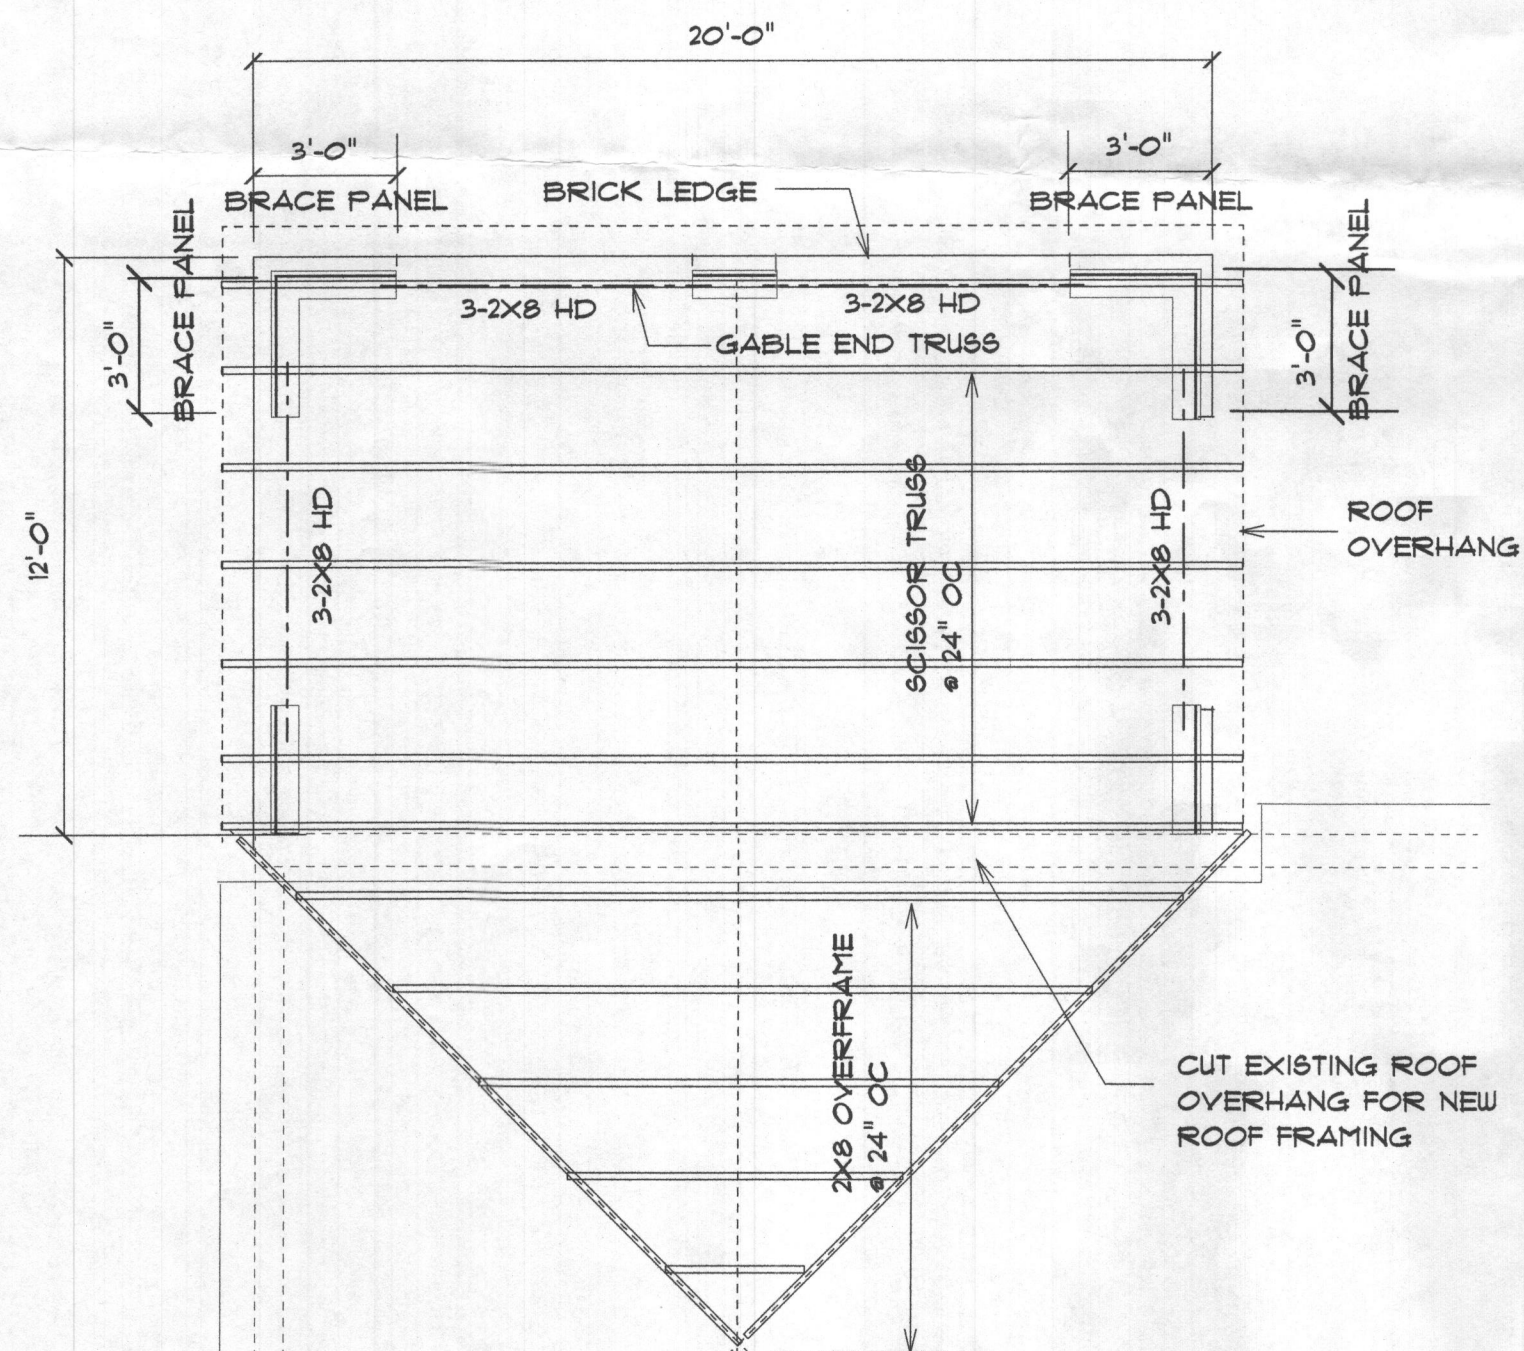 20'-0"
3'-0"
3'-0"
BRACE PANEL
BRICK LEDGE
BRACE PANEL
BRACE PANEL
3'-0"
3-2X8 HD
3-2X8 HD
GABLE END TRUSS
3'-0"
BRACE PANEL
12'-0"
3-2X8 HD
SCISSOR TRUSS
@ 24" OC
3-2X8 HD
ROOF
OVERHANG
2X8 OVERFRAME
@ 24" OC
CUT EXISTING ROOF
OVERHANG FOR NEW
ROOF FRAMING